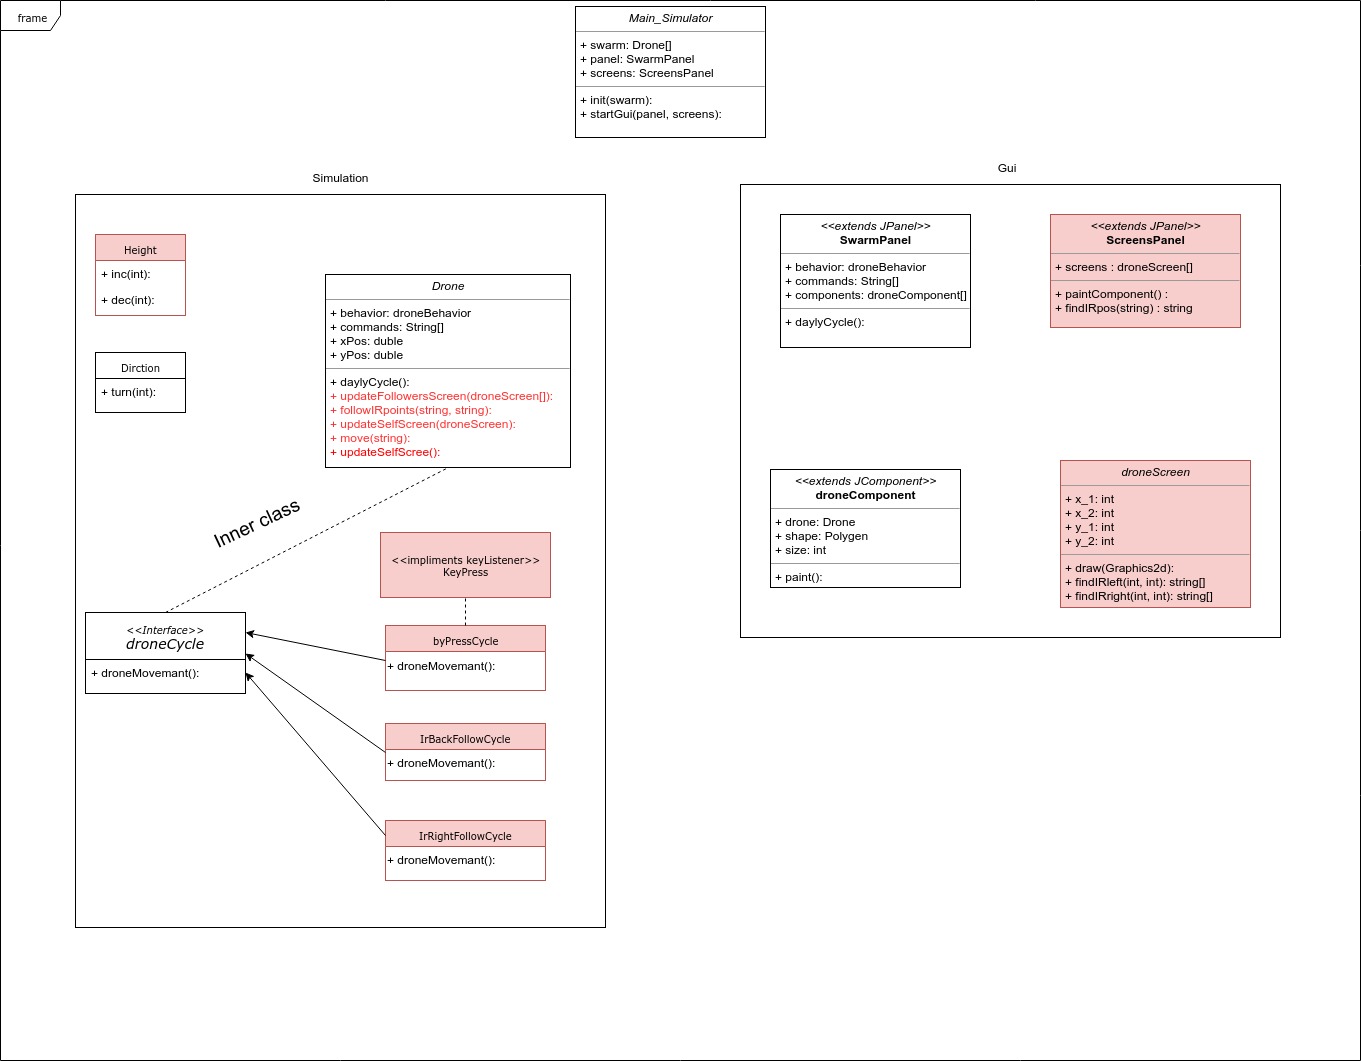 frame
Main_Simulator
+ swarm: Drone[]
+ panel: SwarmPanel
+ screens: ScreensPanel
+ init(swarm):
+ startGui(panel, screens):
Simulation
Height
+ inc(int):
+ dec(int):
Dirction
+ turn(int):
Drone
+ behavior: droneBehavior
+ commands: String[]
+ xPos: duble
+ yPos: duble
+ daylyCycle():
+ updateFollowersScreen(droneScreen[]):
+ followIRpoints(string, string):
+ updateSelfScreen(droneScreen):
+ move(string):
+ updateSelfScree():
Inner class
<<Interface>>
droneCycle
+ droneMovemant():
<<impliments keyListener>>
KeyPress
byPressCycle
+ droneMovemant():
IrBackFollowCycle
+ droneMovemant():
IrRightFollowCycle
+ droneMovemant():
Gui
<<extends JPanel>>
SwarmPanel
+ behavior: droneBehavior
+ commands: String[]
+ components: droneComponent[]
+ daylyCycle():
<<extends JPanel>>
ScreensPanel
+ screens : droneScreen[]
+ paintComponent() :
+ findIRpos(string) : string
<<extends JComponent>>
droneComponent
+ drone: Drone
+ shape: Polygen
+ size: int
+ paint():
droneScreen
+ x_1: int
+ x_2: int
+ y_1: int
+ y_2: int
+ draw(Graphics2d):
+ findIRleft(int, int): string[]
+ findIRright(int, int): string[]